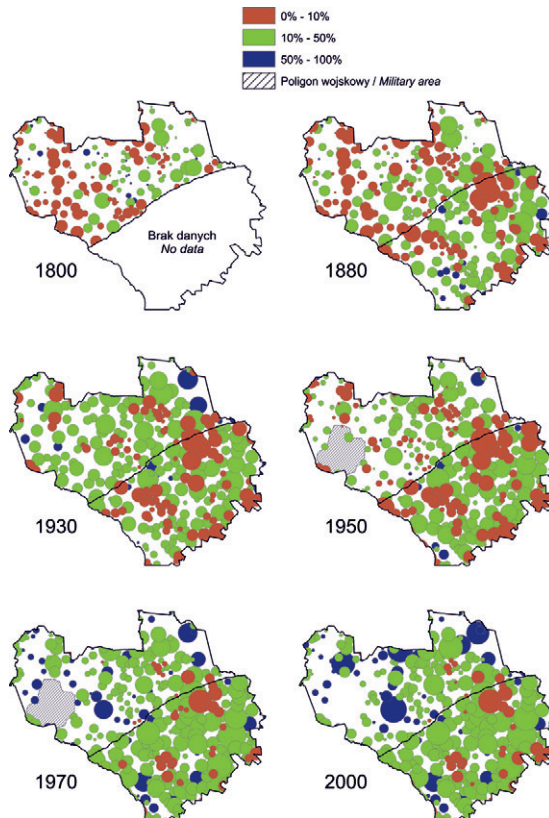 0% - 10%
10% - 50%
50% - 100%
Poligon wojskowy / Military area
Brak danych
No data
1800
1880
1930
1950
1970
2000